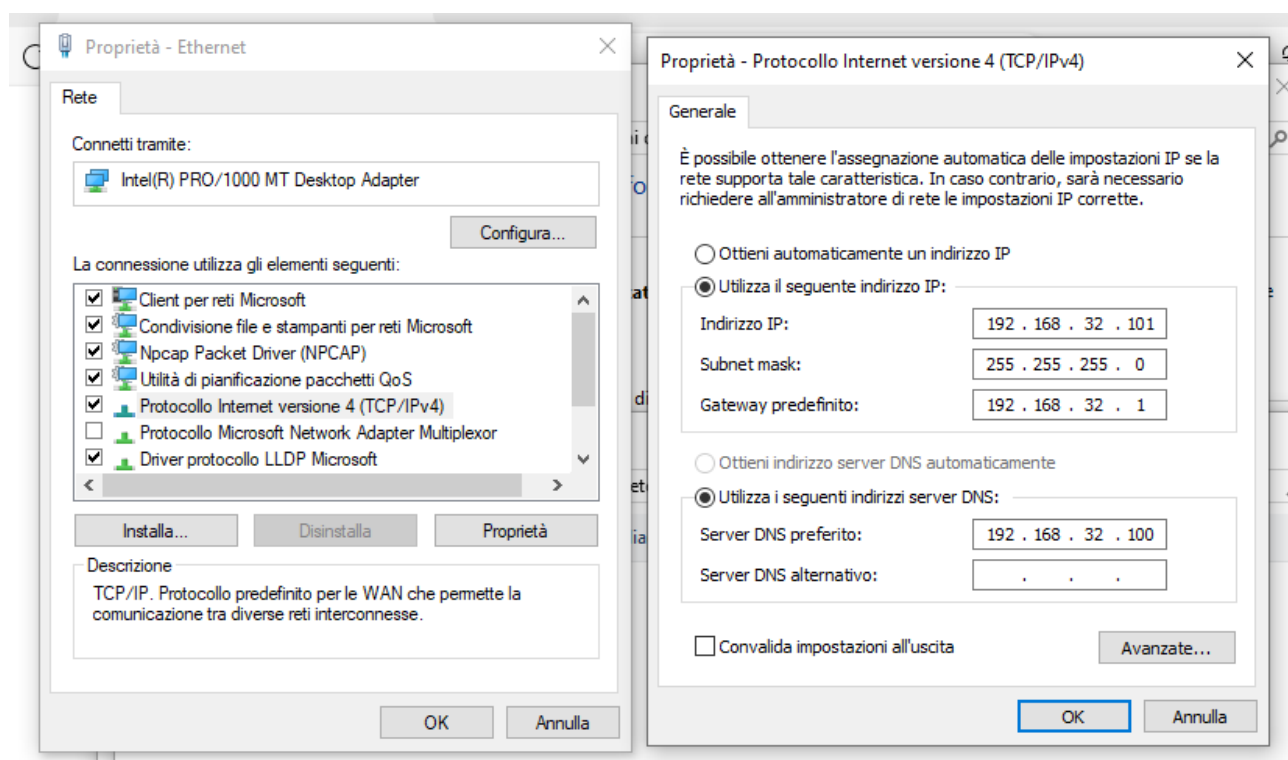 Proprietà - Ethernet
Rete
Connetti tramite:
Intel(R) PRO/1000 MT Desktop Adapter
Configura...
La connessione utilizza gli elementi seguenti:
Client per reti Microsoft
Condivisione file e stampanti per reti Microsoft
Npcap Packet Driver (NPCAP)
Utilità di pianificazione pacchetti QoS
Protocollo Internet versione 4 (TCP/IPv4)
Protocollo Microsoft Network Adapter Multiplexor
Driver protocollo LLDP Microsoft
Installa...
Disinstalla
Proprietà
Descrizione
TCP/IP. Protocollo predefinito per le WAN che permette la
comunicazione tra diverse reti interconnesse.
OK
Annulla
Proprietà - Protocollo Internet versione 4 (TCP/IPv4)
Generale
È possibile ottenere l'assegnazione automatica delle impostazioni IP se la
rete supporta tale caratteristica. In caso contrario, sarà necessario
richiedere all'amministratore di rete le impostazioni IP corrette.
Ottieni automaticamente un indirizzo IP
Utilizza il seguente indirizzo IP:
Indirizzo IP: 192 . 168 . 32 . 101
Subnet mask: 255 . 255 . 255 . 0
Gateway predefinito: 192 . 168 . 32 . 1
Ottieni indirizzo server DNS automaticamente
Utilizza i seguenti indirizzi server DNS:
Server DNS preferito: 192 . 168 . 32 . 100
Server DNS alternativo: . . .
Convalida impostazioni all'uscita
Avanzate...
OK
Annulla